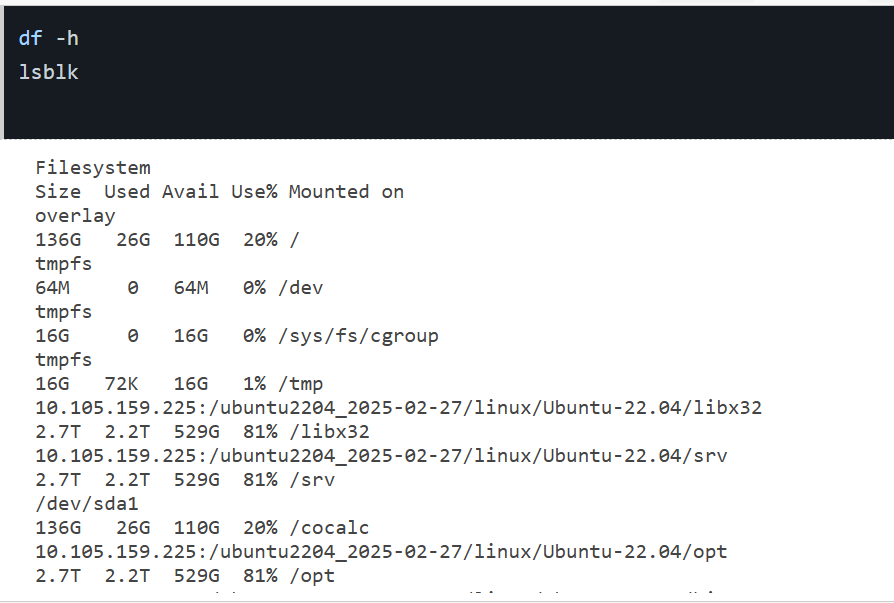 df -h
lsblk
Filesystem
Size  Used Avail Use% Mounted on
overlay
136G   26G  110G  20% /
tmpfs
64M     0   64M   0% /dev
tmpfs
16G     0   16G   0% /sys/fs/cgroup
tmpfs
16G   72K   16G   1% /tmp
10.105.159.225:/ubuntu2204_2025-02-27/linux/Ubuntu-22.04/libx32
2.7T  2.2T  529G  81% /libx32
10.105.159.225:/ubuntu2204_2025-02-27/linux/Ubuntu-22.04/srv
2.7T  2.2T  529G  81% /srv
/dev/sda1
136G   26G  110G  20% /cocalc
10.105.159.225:/ubuntu2204_2025-02-27/linux/Ubuntu-22.04/opt
2.7T  2.2T  529G  81% /opt